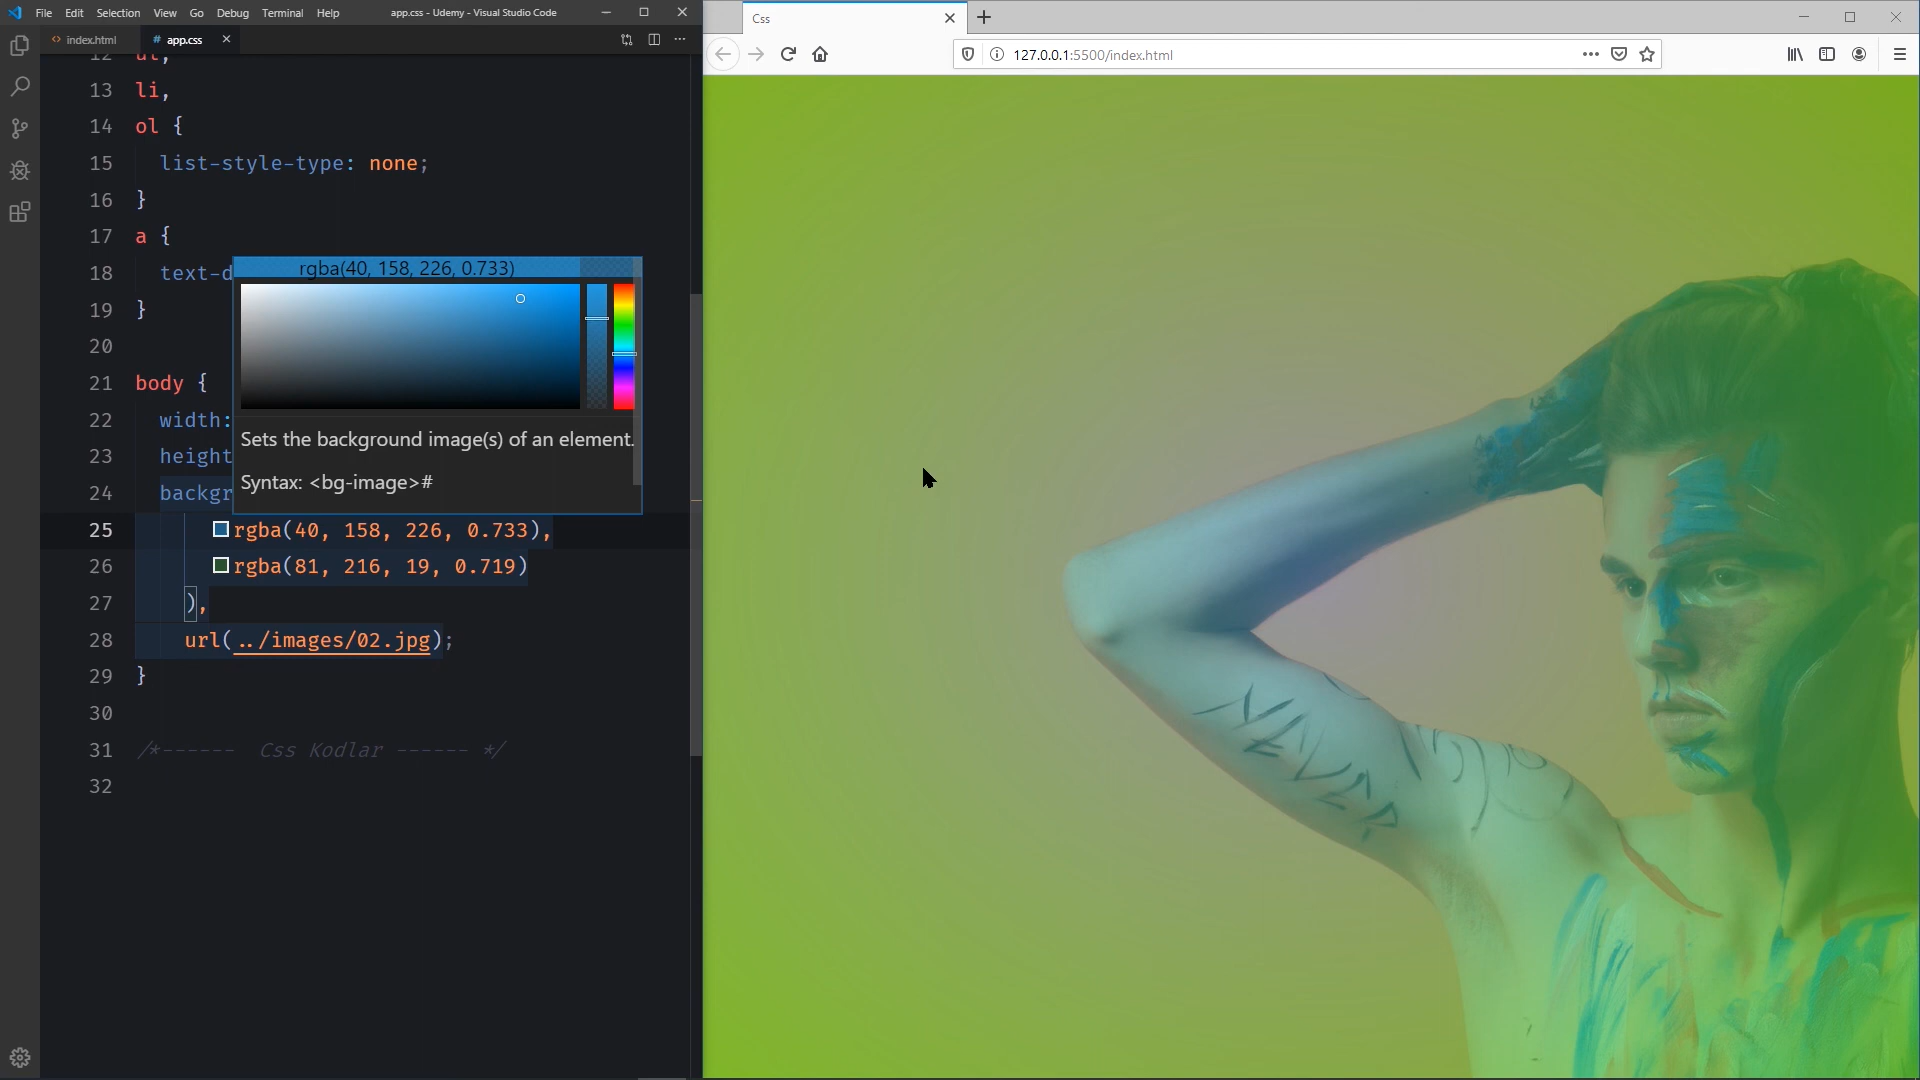 File Edit Selection View Go Debug Terminal Help app.css - Udemy - Visual Studio Code
index.html # app.css
12 ul,
13 li,
14 ol {
15 list-style-type: none;
16 }
17 a {
18 text-d
19 }
20
21 body {
22 width:
23 height
24 backgr
25 rgba(40, 158, 226, 0.733),
26 rgba(81, 216, 19, 0.719)
27 ),
28 url(../images/02.jpg);
29 }
30
31 /*------ Css Kodlar ------ */
32
rgba(40, 158, 226, 0.733)
Sets the background image(s) of an element.
Syntax: <bg-image>#
Css
127.0.0.1:5500/index.html
NEVER